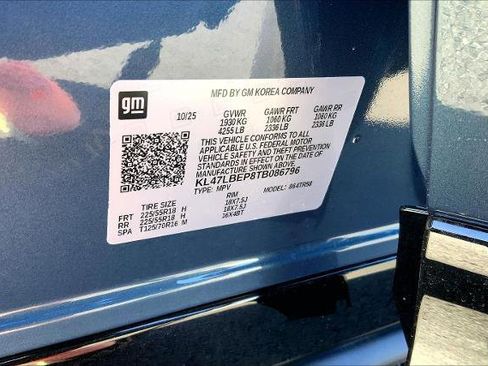 gm
MFD BY GM KOREA COMPANY
10/25 GVWR GAWR FRT GAWR RR
1930 KG 1060 KG 1060 KG
4255 LB 2336 LB 2336 LB
THIS VEHICLE CONFORMS TO ALL
APPLICABLE U.S. FEDERAL MOTOR
VEHICLE SAFETY AND THEFT PREVENTION
STANDARDS IN EFFECT ON THE DATE OF
MANUFACTURE SHOWN ABOVE.
KL47LBEP8TB086796
TYPE: MPV MODEL:
TIRE SIZE RIM
FRT 225/55R18 H 18X7.5J
RR 225/55R18 H 18X7.5J
SPA T125/70R16 M 16X4BT